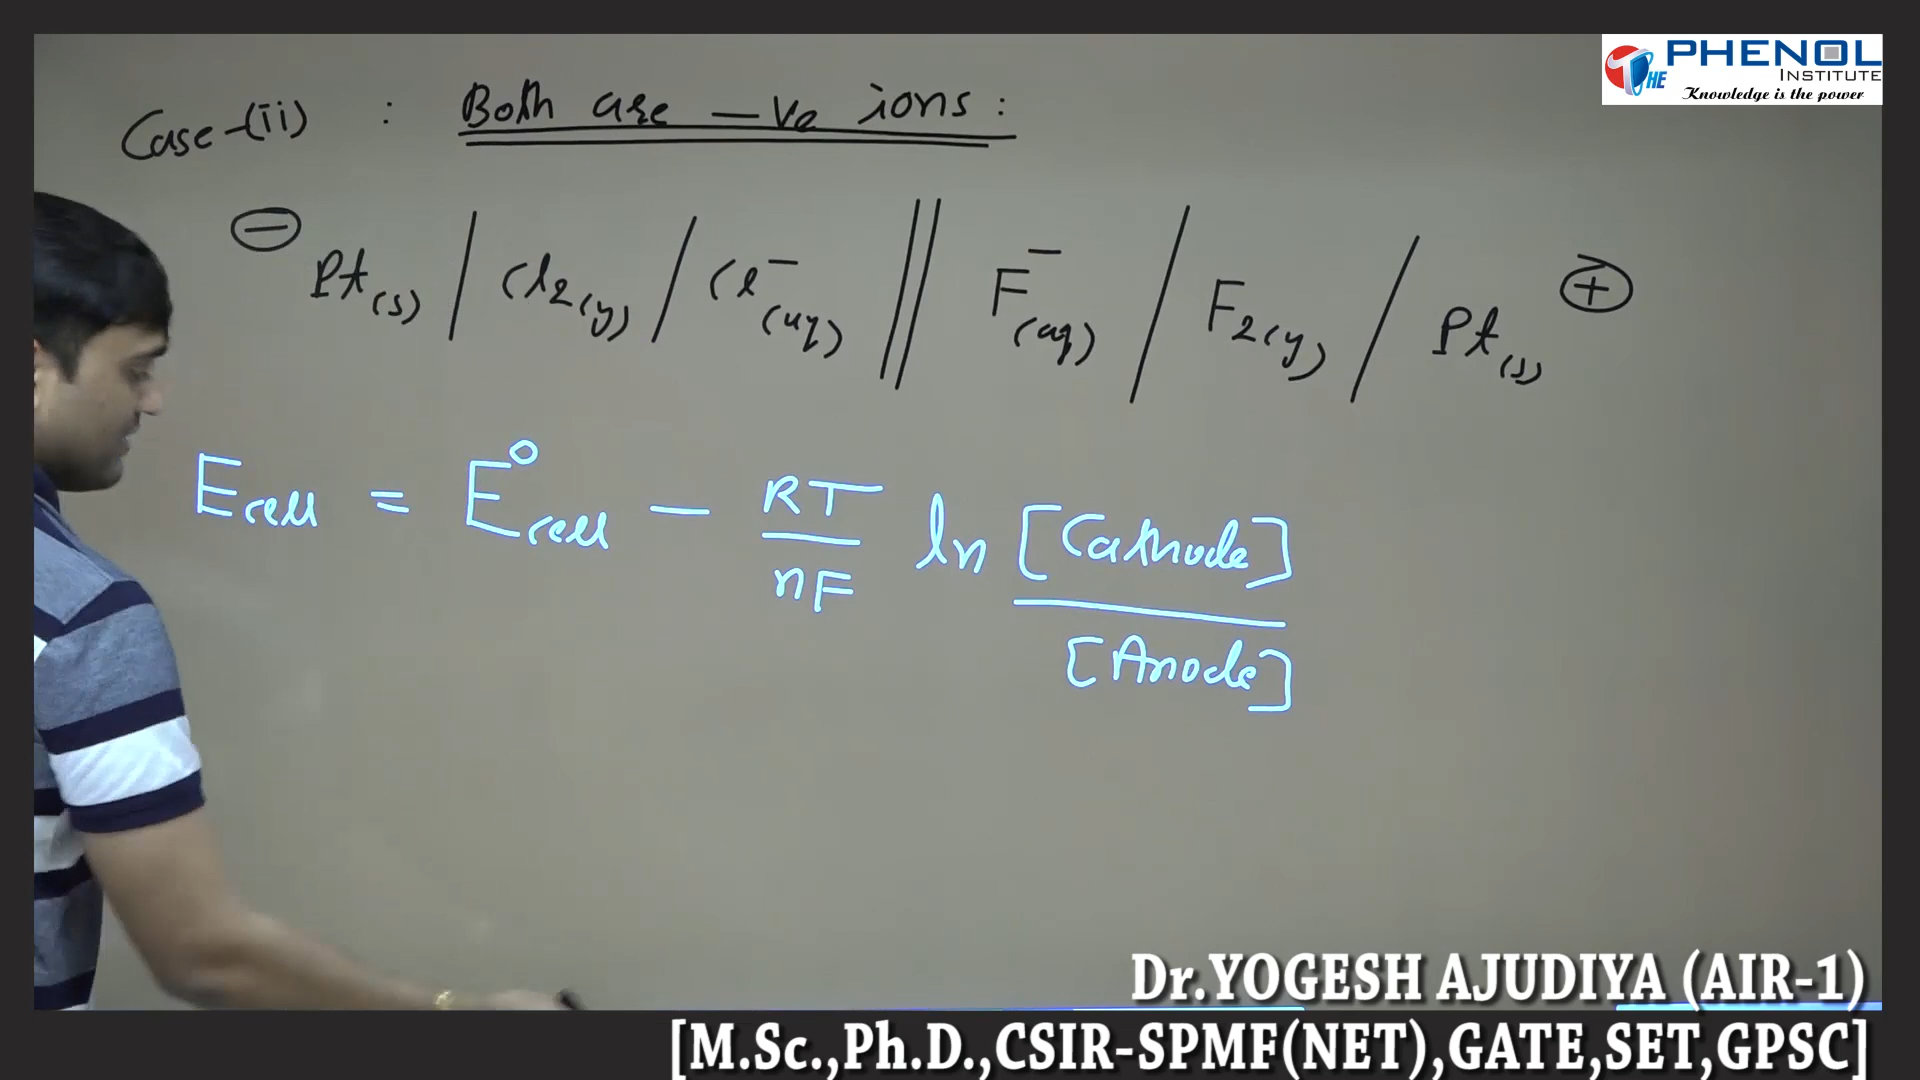 THE PHENOL
INSTITUTE
Knowledge is the power
Case-(ii) : Both are -ve ions :
⊖ Pt(s) / Cl2(g) / Cl⁻(aq) // F⁻(aq) / F2(g) / Pt(s) ⊕
Ecell = E⁰cell - RT/nF ln [Cathode]/[Anode]
Dr.YOGESH AJUDIYA (AIR-1)
[M.Sc.,Ph.D.,CSIR-SPMF(NET),GATE,SET,GPSC]